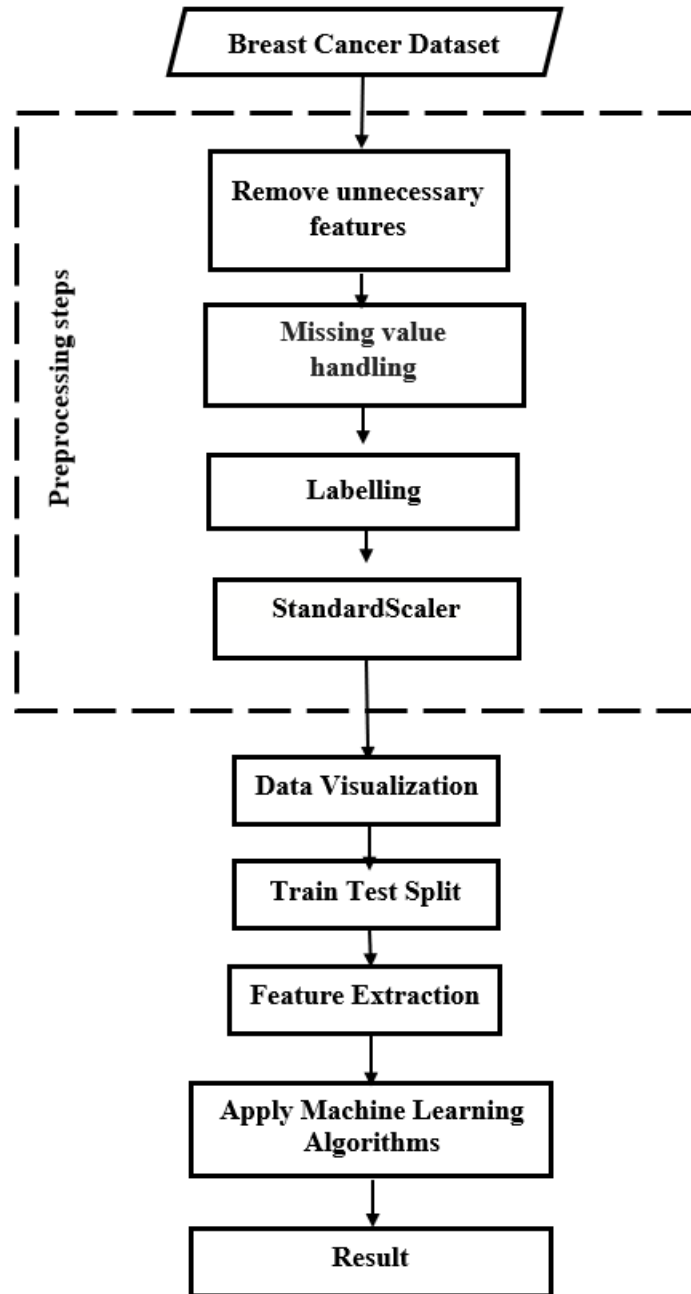 Breast Cancer Dataset
Preprocessing steps
Remove unnecessary
features
Missing value
handling
Labelling
StandardScaler
Data Visualization
Train Test Split
Feature Extraction
Apply Machine Learning
Algorithms
Result